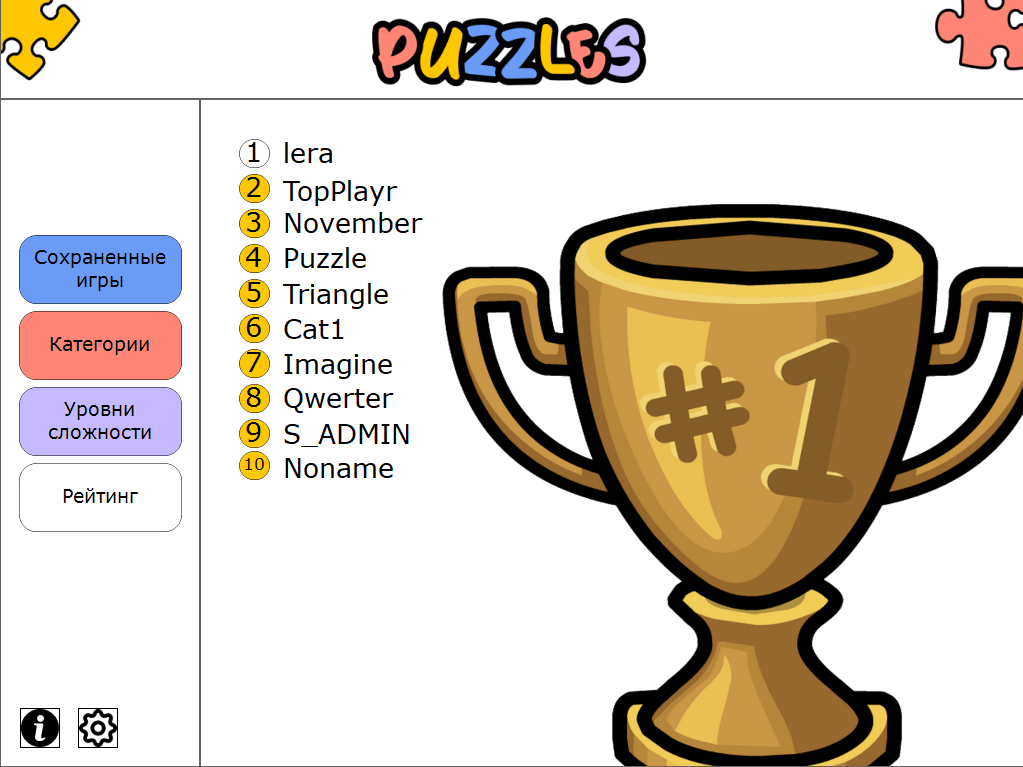 PUZZLES
1 lera
2 TopPlayr
3 November
4 Puzzle
5 Triangle
6 Cat1
7 Imagine
8 Qwerter
9 S_ADMIN
10 Noname
Сохраненные
игры
Категории
Уровни
сложности
Рейтинг
i
#1